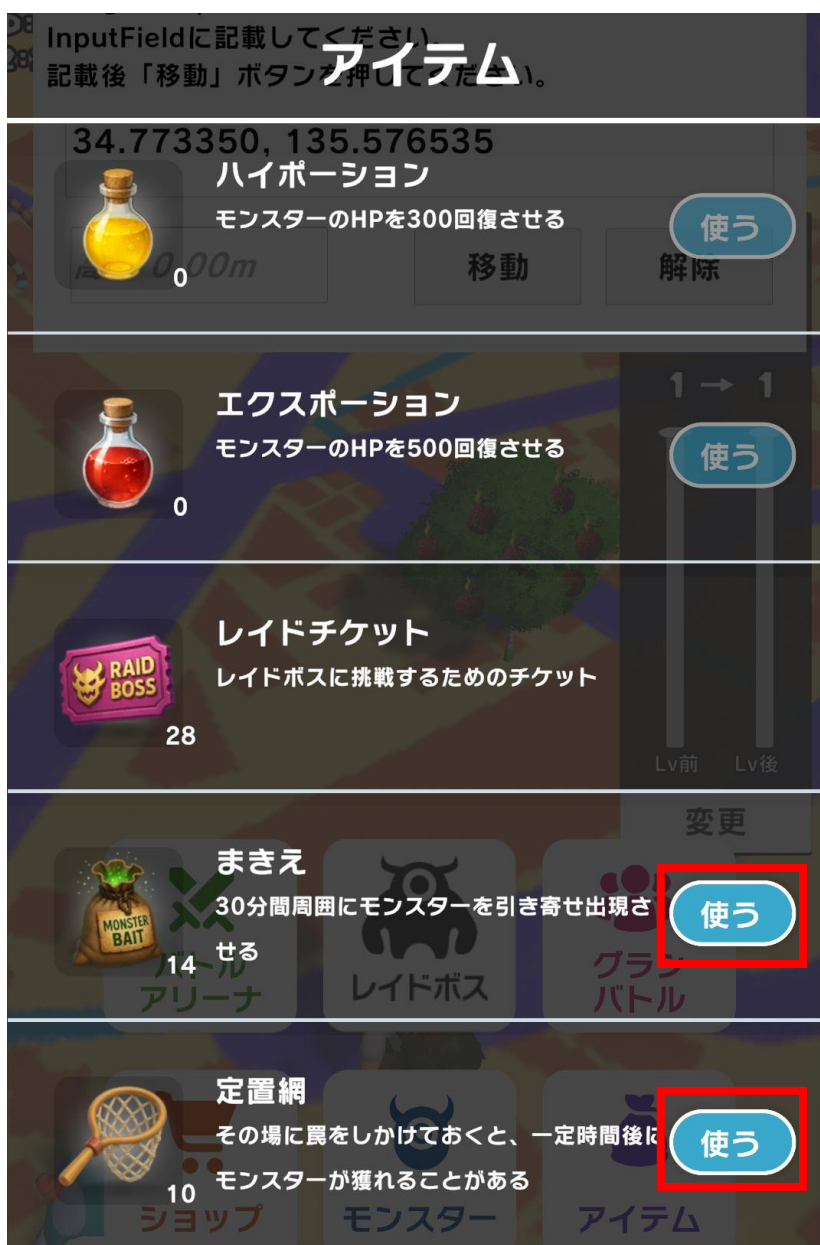 InputFieldに記載してください。
記載後「移動」ボタンを押してください。
アイテム
34.773350, 135.576535
ハイポーション
モンスターのHPを300回復させる
使う
0
0.00m
移動
解除
エクスポーション
モンスターのHPを500回復させる
使う
0
1 → 1
レイドチケット
レイドボスに挑戦するためのチケット
RAID
BOSS
28
Lv前 Lv後
変更
まきえ
30分間周囲にモンスターを引き寄せ出現さ
せる
使う
MONSTER
BAIT
14
バトル
アリーナ
レイドボス
グラン
バトル
定置網
その場に罠をしかけておくと、一定時間後に
モンスターが獲れることがある
使う
10
ショップ
モンスター
アイテム